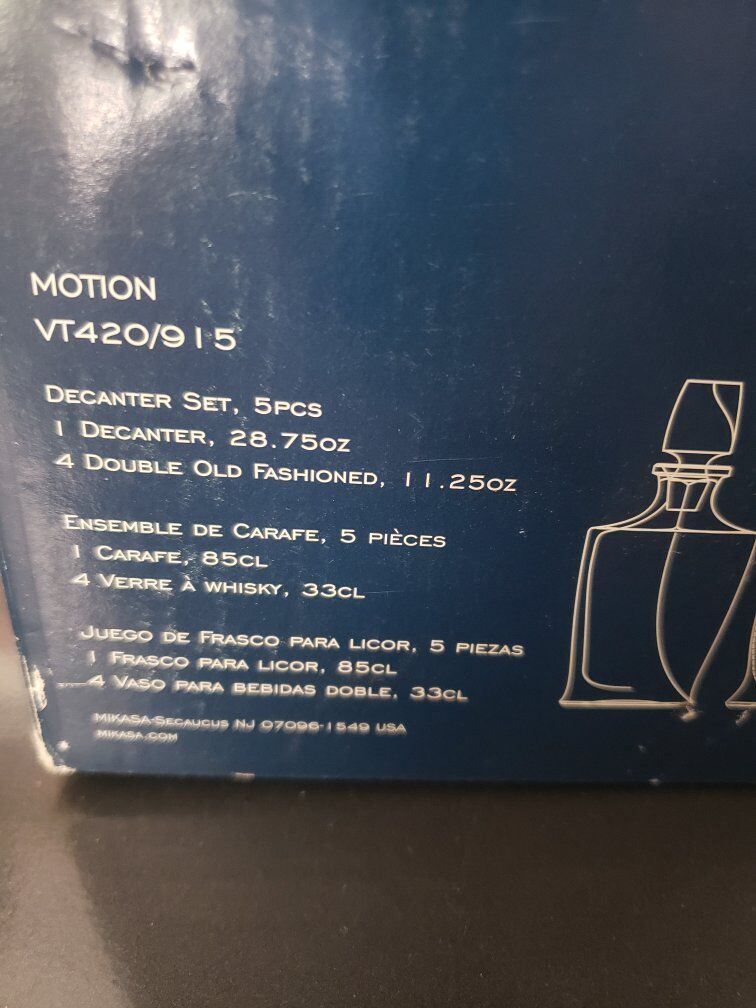 MOTION
VT420/915
DECANTER SET, 5PCS
1 DECANTER, 28.75OZ
4 DOUBLE OLD FASHIONED, 11.25OZ
ENSEMBLE DE CARAFE, 5 PIÈCES
1 CARAFE, 85CL
4 VERRE À WHISKY, 33CL
JUEGO DE FRASCO PARA LICOR, 5 PIEZAS
1 FRASCO PARA LICOR, 85CL
4 VASO PARA BEBIDAS DOBLE, 33CL
MIKASA SECAUCUS NJ 07096-1549 USA
MIKASA.COM